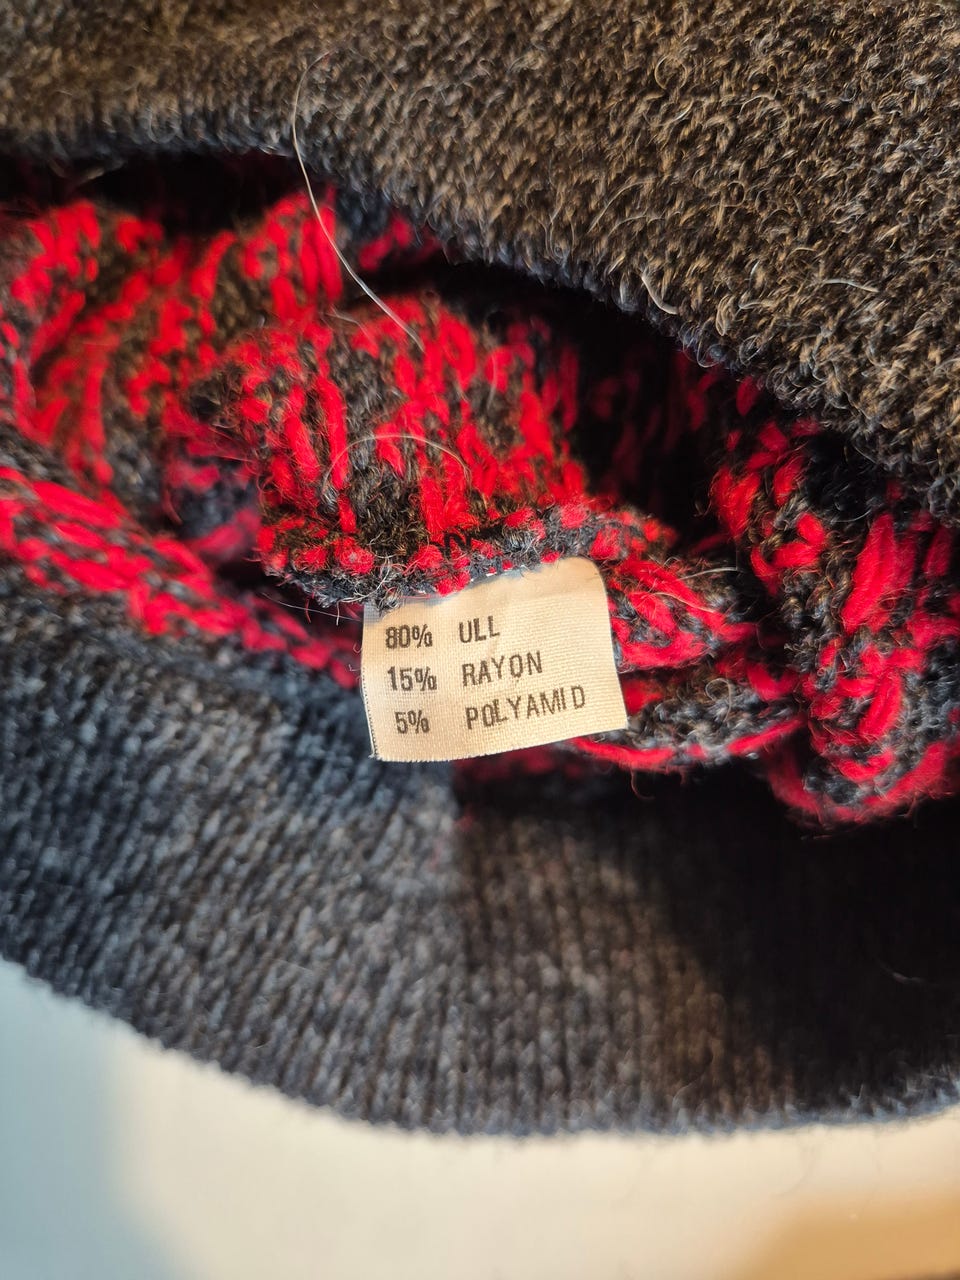 80% ULL
15% RAYON
5% POLYAMID